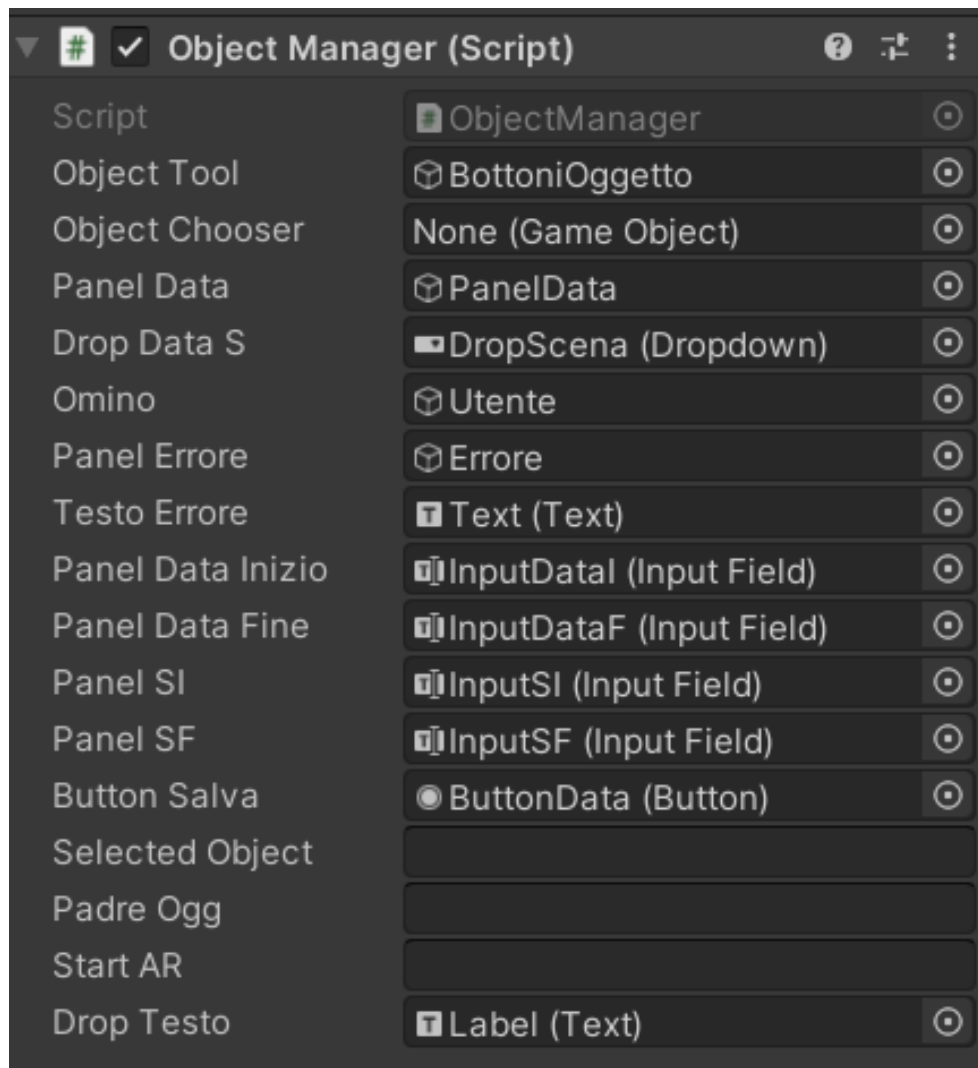 Object Manager (Script)
Script ObjectManager
Object Tool BottoniOggetto
Object Chooser None (Game Object)
Panel Data PanelData
Drop Data S DropScena (Dropdown)
Omino Utente
Panel Errore Errore
Testo Errore Text (Text)
Panel Data Inizio InputDataI (Input Field)
Panel Data Fine InputDataF (Input Field)
Panel SI InputSI (Input Field)
Panel SF InputSF (Input Field)
Button Salva ButtonData (Button)
Selected Object
Padre Ogg
Start AR
Drop Testo Label (Text)